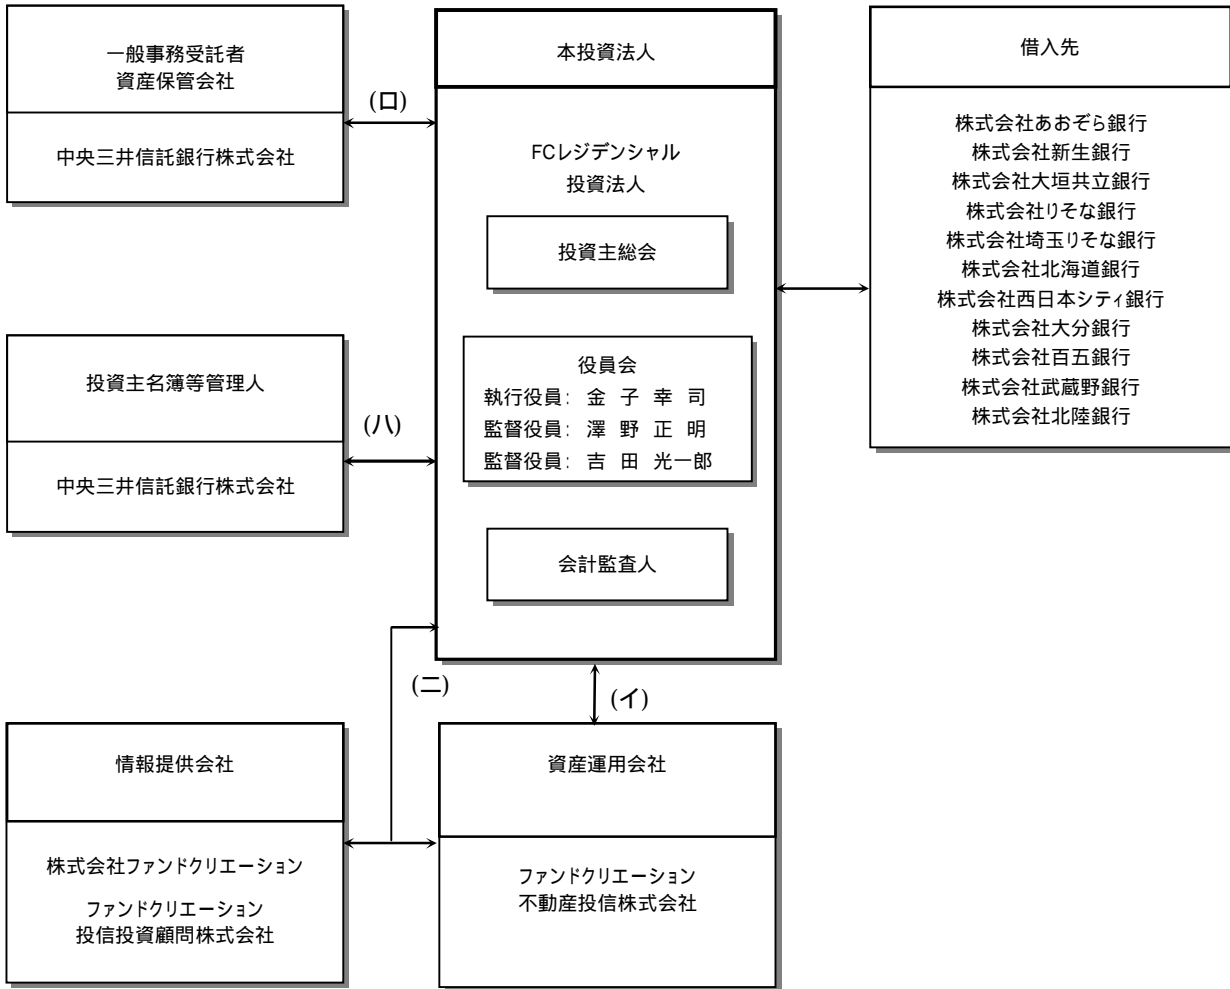 一般事務受託者
資産保管会社
中央三井信託銀行株式会社
(ロ)
投資主名簿等管理人
中央三井信託銀行株式会社
(ハ)
本投資法人
FCレジデンシャル
投資法人
投資主総会
役員会
執行役員: 金 子 幸 司
監督役員: 澤 野 正 明
監督役員: 吉 田 光一郎
会計監査人
借入先
株式会社あおぞら銀行
株式会社新生銀行
株式会社大垣共立銀行
株式会社りそな銀行
株式会社埼玉りそな銀行
株式会社北海道銀行
株式会社西日本シティ銀行
株式会社大分銀行
株式会社百五銀行
株式会社武蔵野銀行
株式会社北陸銀行
(ニ)
(イ)
情報提供会社
株式会社ファンドクリエーション
ファンドクリエーション
投信投資顧問株式会社
資産運用会社
ファンドクリエーション
不動産投信株式会社